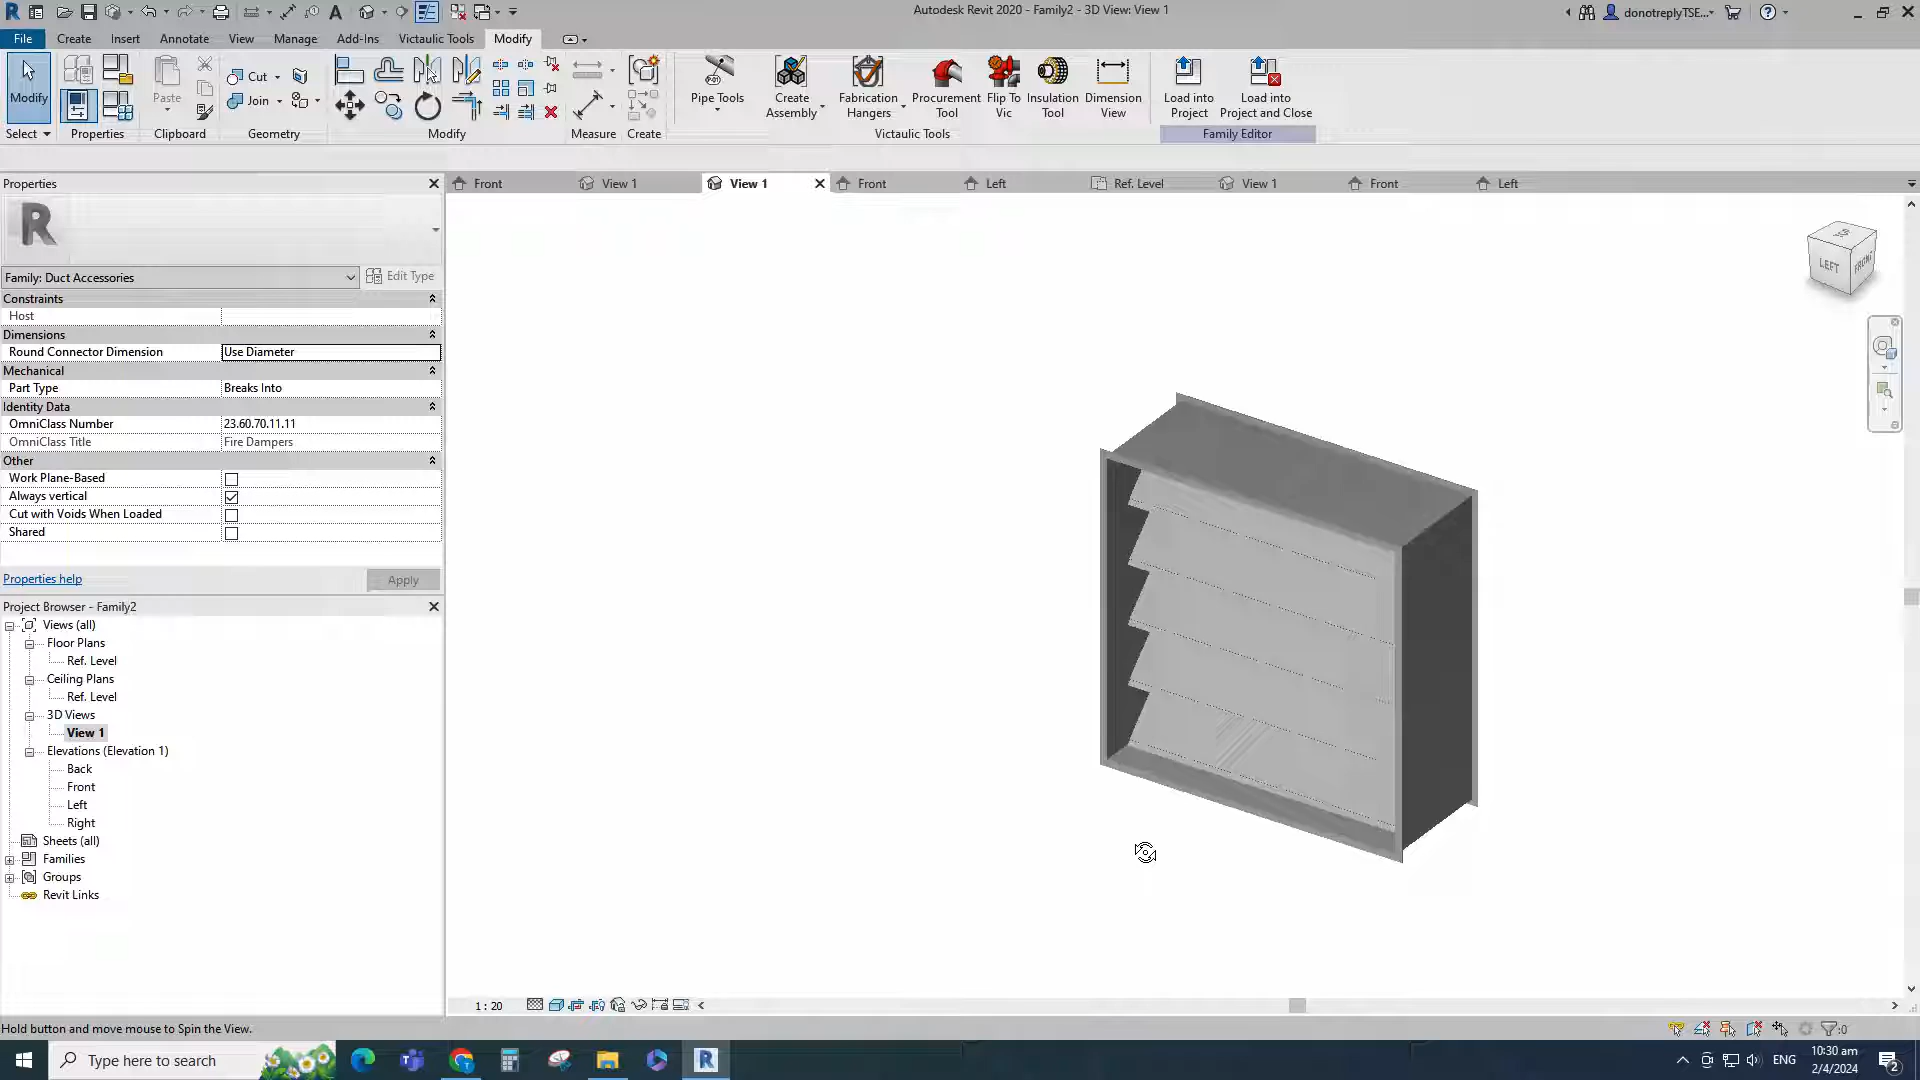 Autodesk Revit 2020 - Family2 - 3D View: View 1
donotreplyTSE...
File Create Insert Annotate View Manage Add-Ins Victaulic Tools Modify
Modify
Paste
Cut
Join
Pipe Tools
Create Assembly
Fabrication Hangers
Procurement Tool
Flip To Vic
Insulation Tool
Dimension View
Load into Project
Load into Project and Close
Select Properties Clipboard Geometry Modify Measure Create Victaulic Tools Family Editor
Properties
Front View 1 View 1 Front Left Ref. Level View 1 Front Left
R
Family: Duct Accessories Edit Type
Constraints
Host
Dimensions
Round Connector Dimension Use Diameter
Mechanical
Part Type Breaks Into
Identity Data
OmniClass Number 23.60.70.11.11
OmniClass Title Fire Dampers
Other
Work Plane-Based
Always vertical
Cut with Voids When Loaded
Shared
Properties help Apply
Project Browser - Family2
Views (all)
Floor Plans
Ref. Level
Ceiling Plans
Ref. Level
3D Views
View 1
Elevations (Elevation 1)
Back
Front
Left
Right
Sheets (all)
Families
Groups
Revit Links
TOP
LEFT FRONT
1 : 20
Hold button and move mouse to Spin the View.
:0
Type here to search
ENG
10:30 am
2/4/2024
2